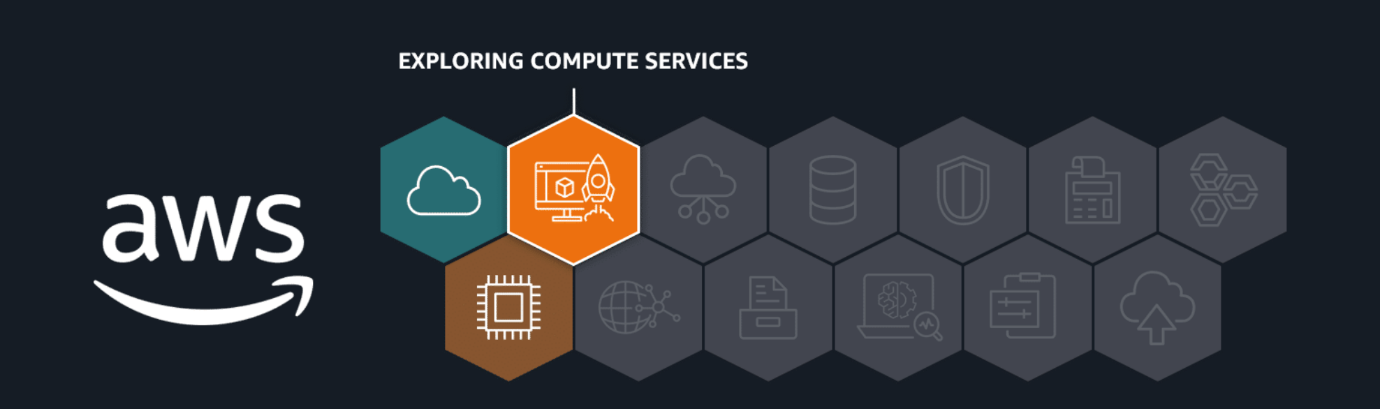 EXPLORING COMPUTE SERVICES
aws